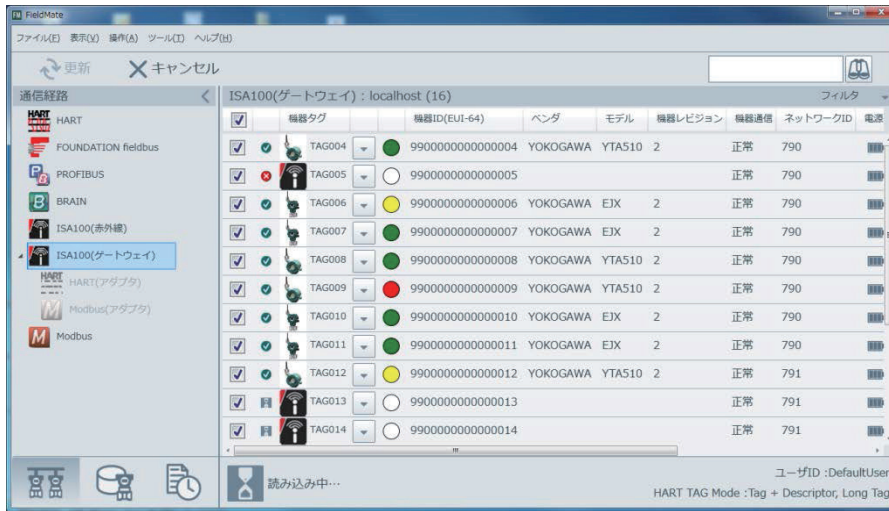 FieldMate
ファイル(F) 表示(V) 操作(A) ツール(T) ヘルプ(H)
更新 キャンセル
通信経路
HART HART
FOUNDATION fieldbus
PROFIBUS
B BRAIN
ISA100(赤外線)
ISA100(ゲートウェイ)
HART HART(アダプタ)
M Modbus(アダプタ)
M Modbus
ISA100(ゲートウェイ) : localhost (16) フィルタ
機器タグ 機器ID(EUI-64) ベンダ モデル 機器レビジョン 機器通信 ネットワークID 電源
TAG004 9900000000000004 YOKOGAWA YTA510 2 正常 790
TAG005 9900000000000005 正常 790
TAG006 9900000000000006 YOKOGAWA EJX 2 正常 790
TAG007 9900000000000007 YOKOGAWA EJX 2 正常 790
TAG008 9900000000000008 YOKOGAWA YTA510 2 正常 790
TAG009 9900000000000009 YOKOGAWA YTA510 2 正常 790
TAG010 9900000000000010 YOKOGAWA EJX 2 正常 790
TAG011 9900000000000011 YOKOGAWA EJX 2 正常 790
TAG012 9900000000000012 YOKOGAWA YTA510 2 正常 791
TAG013 9900000000000013 正常 791
TAG014 9900000000000014 正常 791
読み込み中…
ユーザID :DefaultUser
HART TAG Mode :Tag + Descriptor, Long Tag